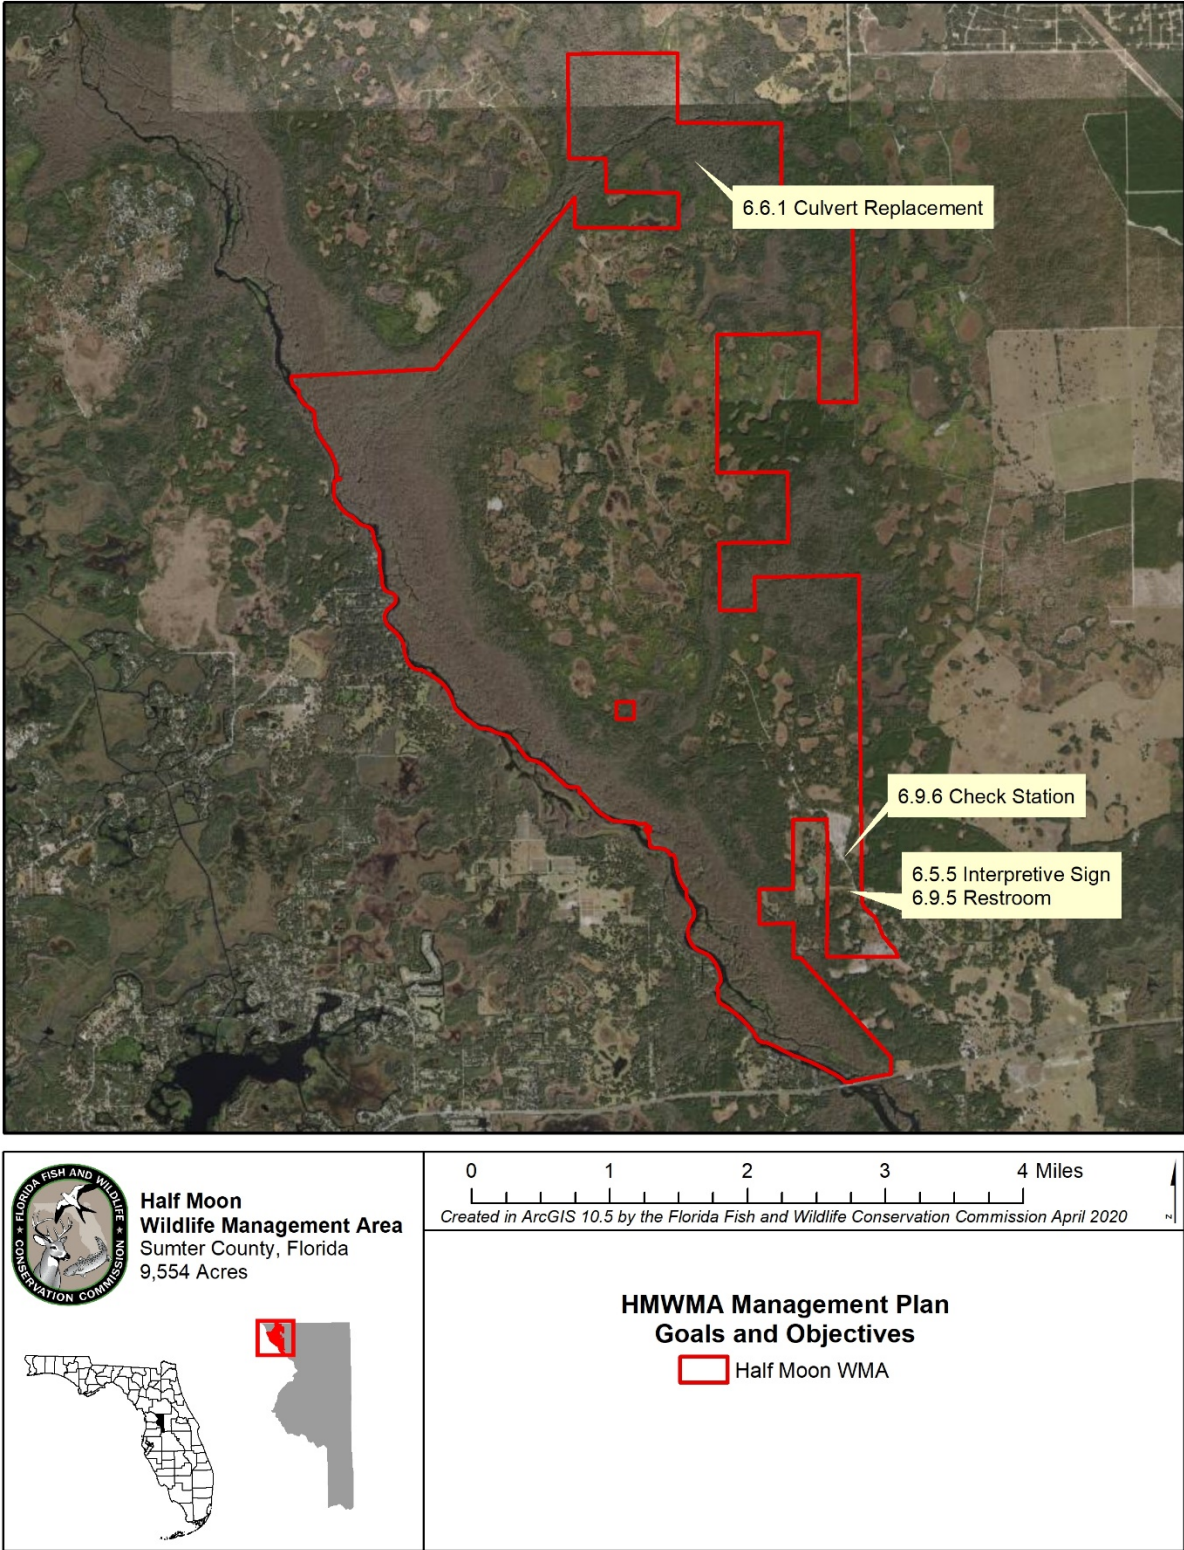 6.6.1 Culvert Replacement
6.9.6 Check Station
6.5.5 Interpretive Sign
6.9.5 Restroom
FLORIDA FISH AND WILDLIFE
CONSERVATION COMMISSION
Half Moon
Wildlife Management Area
Sumter County, Florida
9,554 Acres
0 1 2 3 4 Miles
Created in ArcGIS 10.5 by the Florida Fish and Wildlife Conservation Commission April 2020
N
HMWMA Management Plan
Goals and Objectives
Half Moon WMA